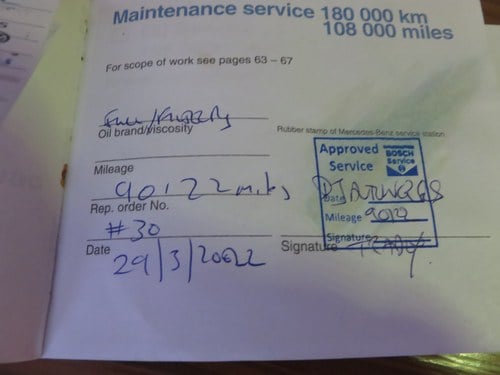 Maintenance service 180 000 km
108 000 miles
For scope of work see pages 63 – 67
Oil brand/viscosity
Rubber stamp of Mercedes-Benz service station
Mileage
90122 miles
Rep. order No.
#30
Date
29/3/20022
Approved
Service
BOSCH
Service
Date
Mileage
Signature
Signature